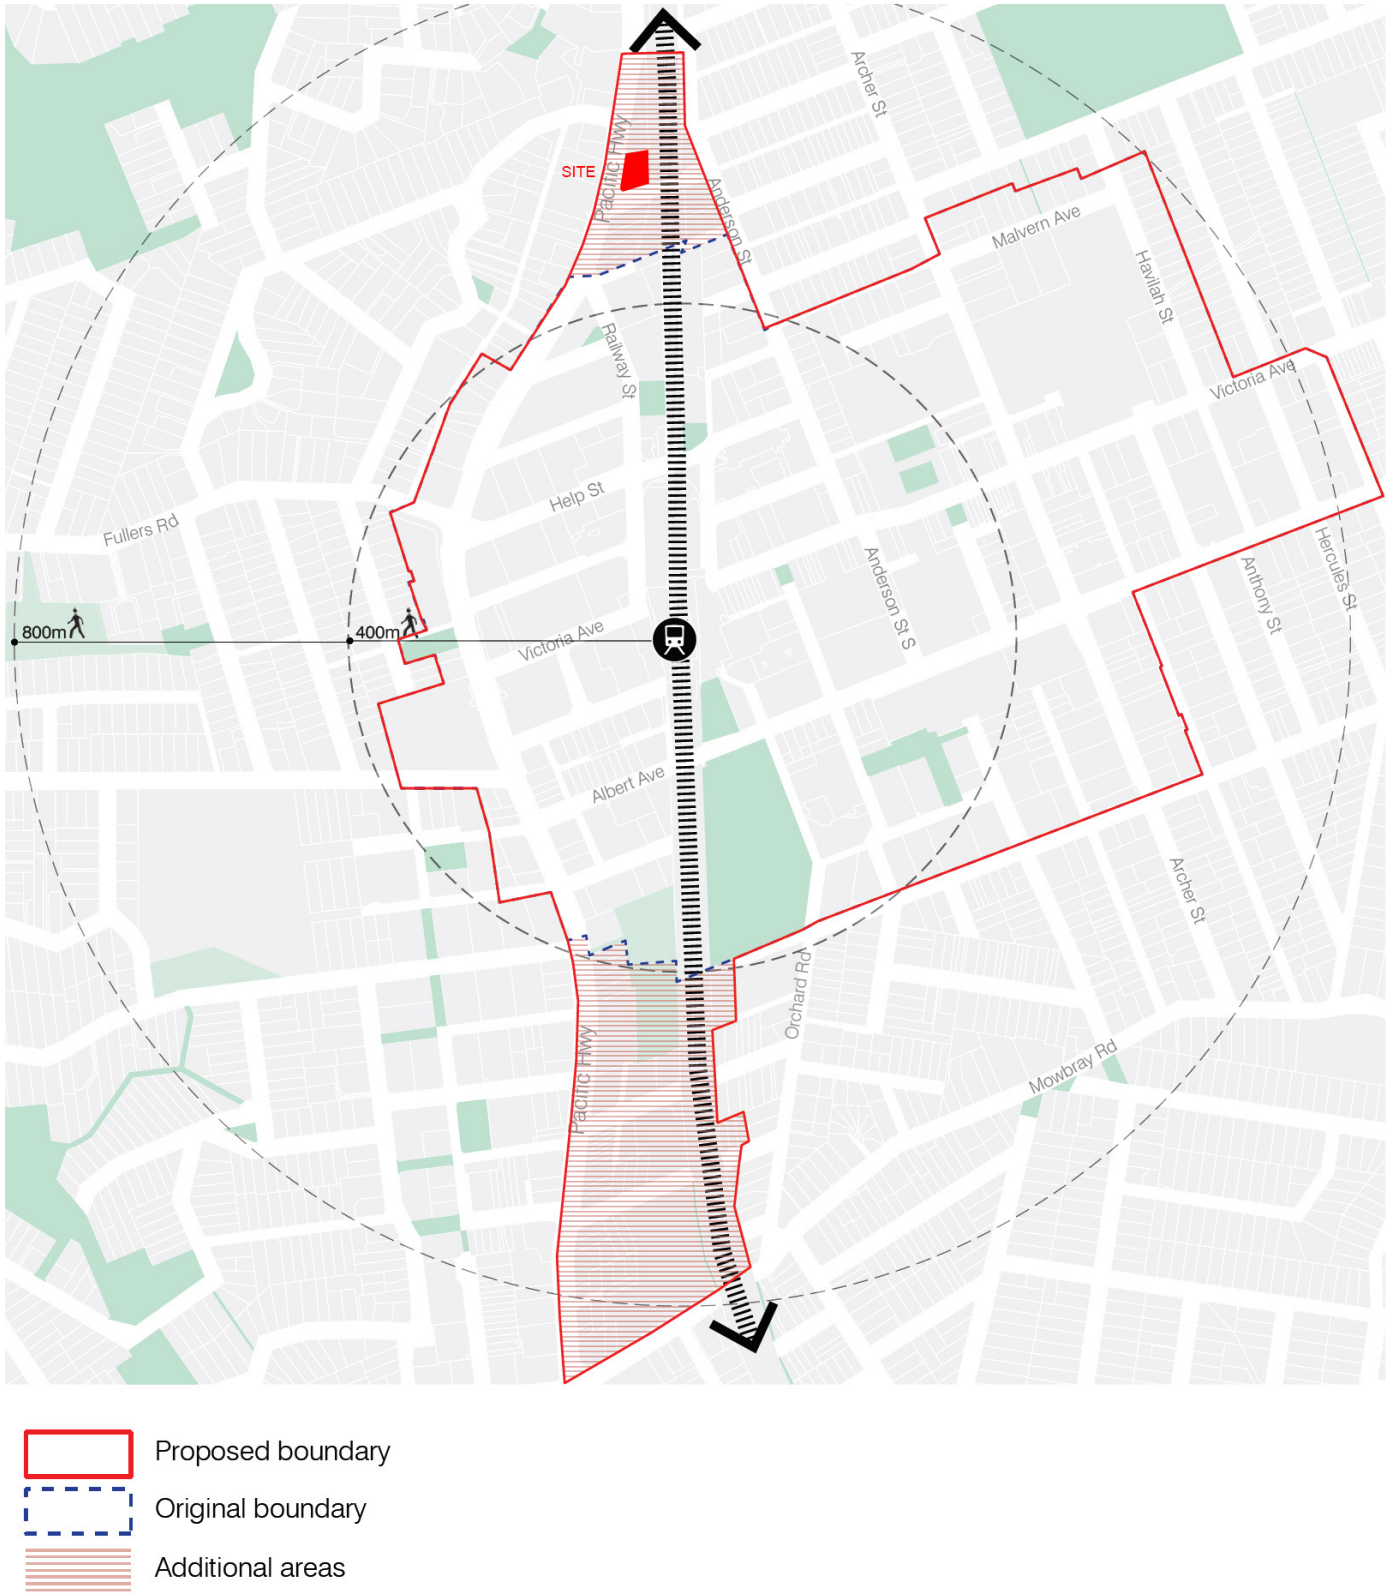 Archer St
Pacific Hwy
SITE
Anderson St
Malvern Ave
Havilah St
Railway St
Victoria Ave
Help St
Fullers Rd
Hercules St
Anderson St S
Anthony St
800m
400m
Victoria Ave
Albert Ave
Archer St
Orchard Rd
Pacific Hwy
Mowbray Rd
Proposed boundary
Original boundary
Additional areas